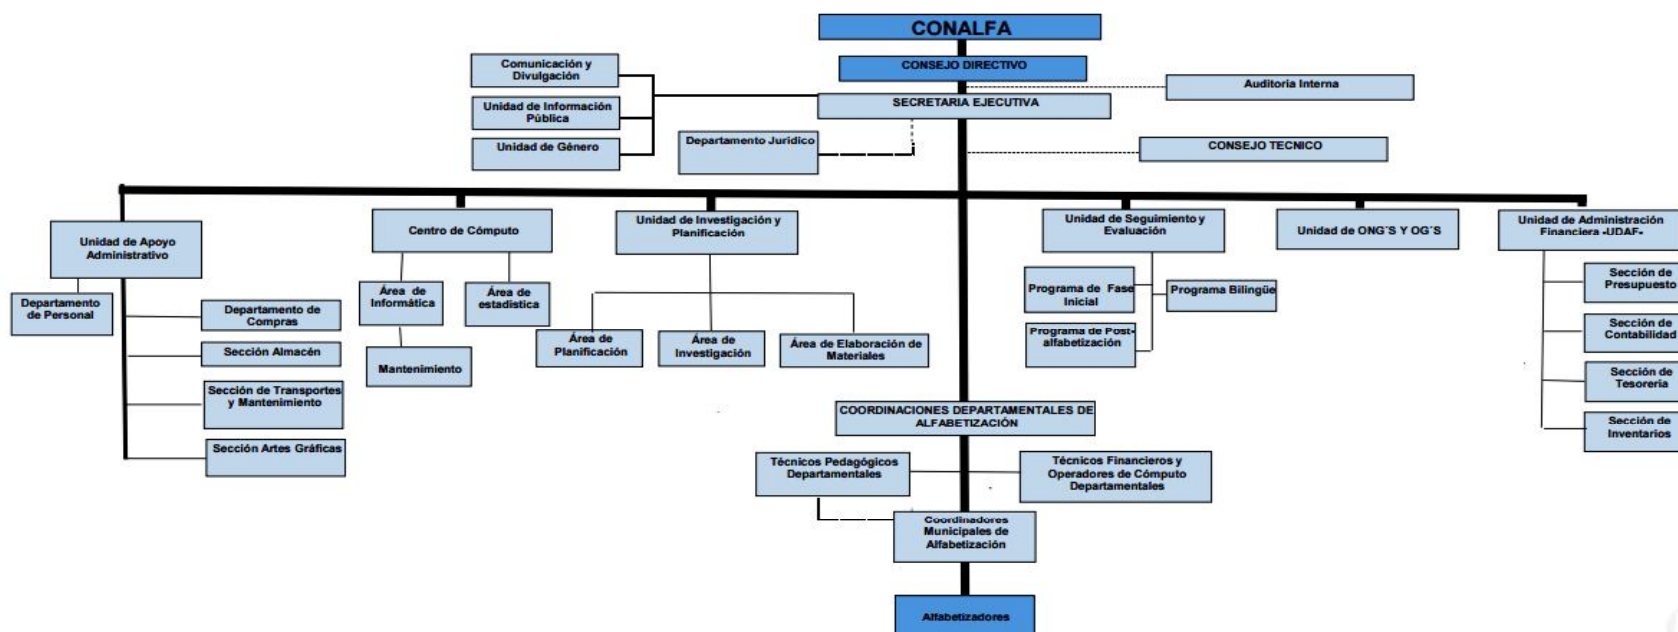 CONALFA
CONSEJO DIRECTIVO
Comunicación y
Divulgación
Auditoria Interna
SECRETARIA EJECUTIVA
Unidad de Información
Pública
Unidad de Género
Departamento Jurídico
CONSEJO TECNICO
Unidad de Apoyo
Administrativo
Centro de Cómputo
Unidad de Investigación y
Planificación
Unidad de Seguimiento y
Evaluación
Unidad de ONG´S Y OG´S
Unidad de Administración
Financiera -UDAF-
Departamento
de Personal
Departamento de
Compras
Sección Almacén
Sección de Transportes
y Mantenimiento
Sección Artes Gráficas
Área de
Informática
Área de
estadística
Mantenimiento
Área de
Planificación
Área de
Investigación
Área de Elaboración de
Materiales
Programa de Fase
Inicial
Programa Bilingüe
Programa de Post-
alfabetización
Sección de
Presupuesto
Sección de
Contabilidad
Sección de
Tesorería
Sección de
Inventarios
COORDINACIONES DEPARTAMENTALES DE
ALFABETIZACIÓN
Técnicos Pedagógicos
Departamentales
Técnicos Financieros y
Operadores de Cómputo
Departamentales
Coordinadores
Municipales de
Alfabetización
Alfabetizadores